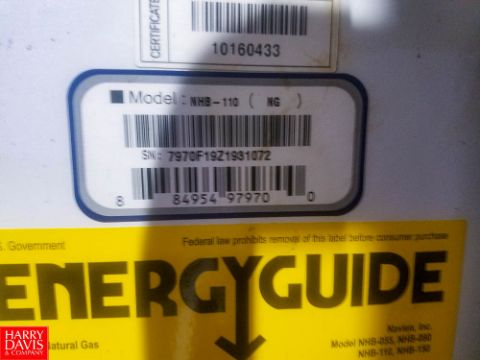 CERTIFICATE
10160433
Model : NHB-110 ( NG )
S/N: 7970F19Z1931072
8 84954 97970 0
. Government
Federal law prohibits removal of this label before consumer purchase
ENERGYGUIDE
Natural Gas
Navien, Inc.
Model NHB-055, NHB-080
NHB-110, NHB-150
HARRY
DAVIS
& COMPANY